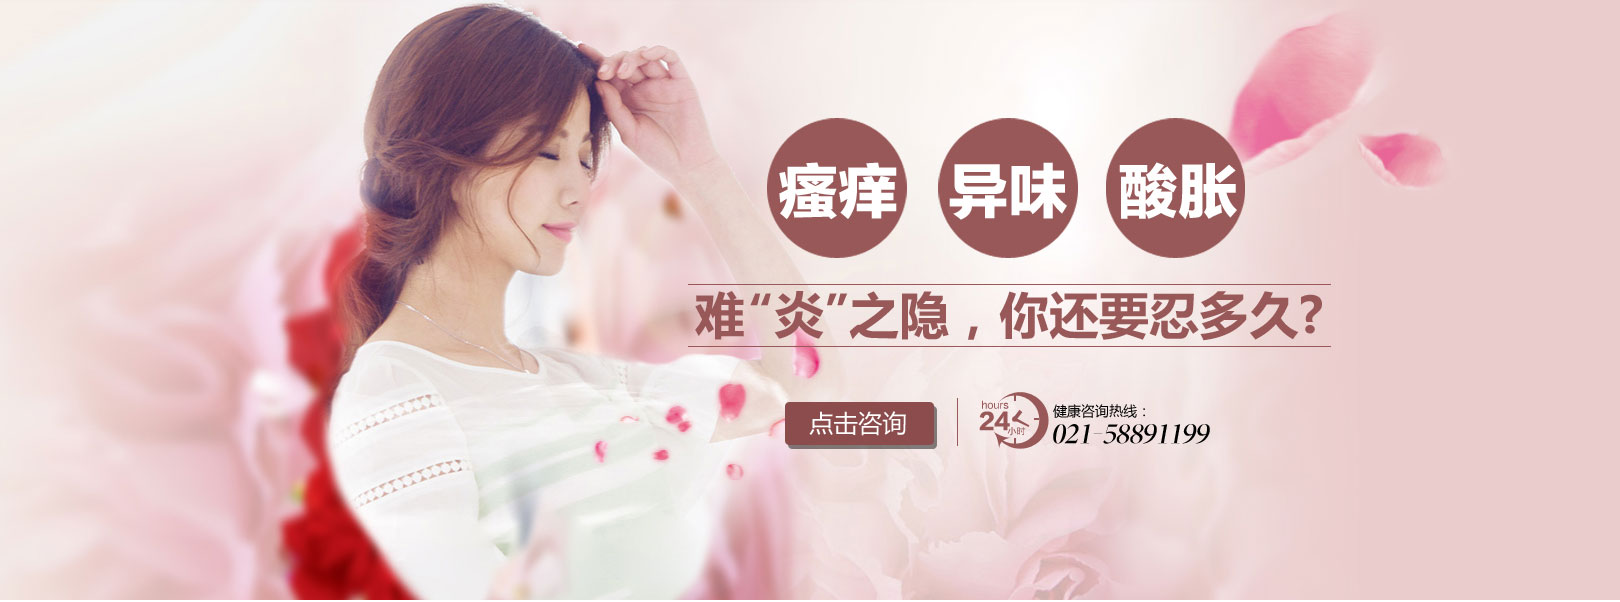 瘙痒 异味 酸胀
难“炎”之隐，你还要忍多久?
点击咨询
hours
24
小时
健康咨询热线：
021-58891199